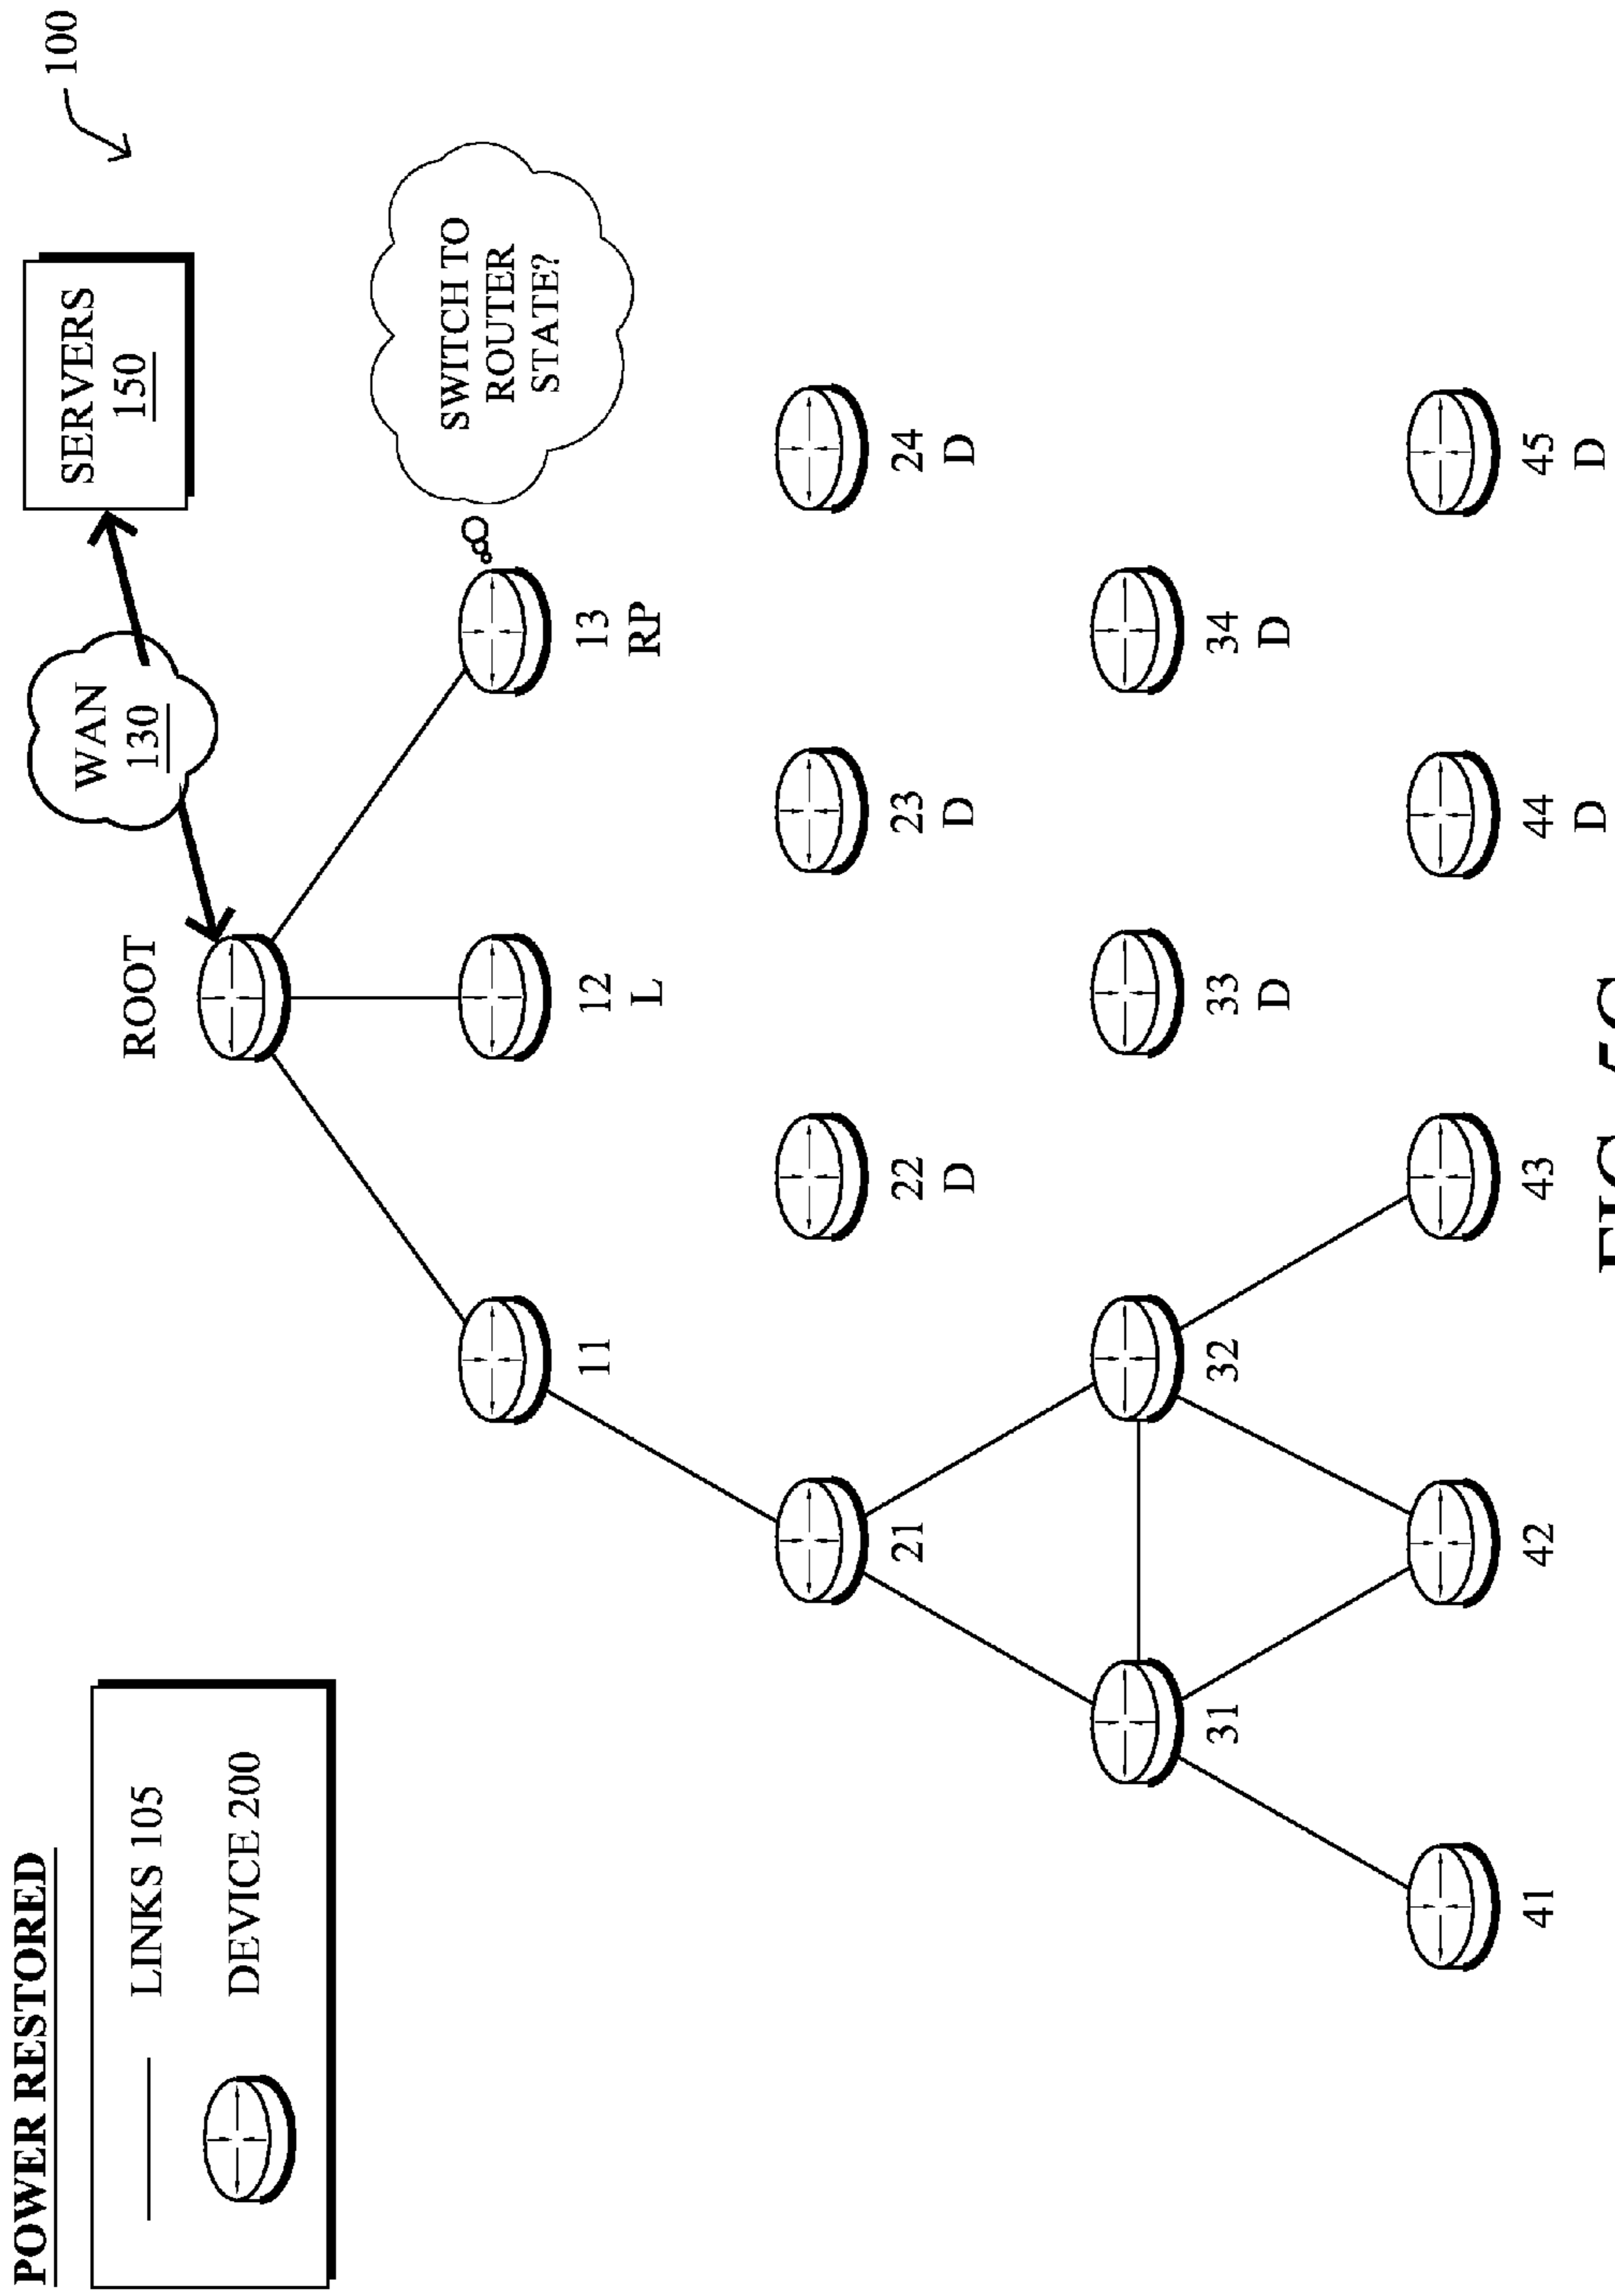 POWER RESTORED
LINKS 105
DEVICE 200
100
SERVERS
150
WAN
130
ROOT
SWITCH TO
ROUTER
STATE?
11
12
L
13
RP
21
22
D
23
D
24
D
31
32
33
D
34
D
41
42
43
44
D
45
D